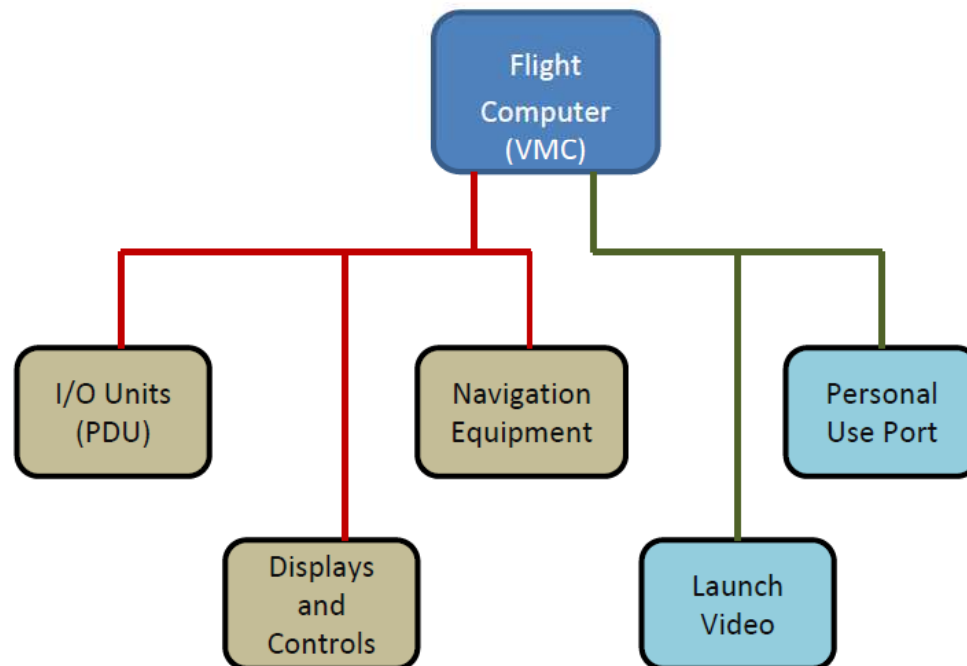 Flight
Computer
(VMC)
I/O Units
(PDU)
Navigation
Equipment
Personal
Use Port
Displays
and
Controls
Launch
Video